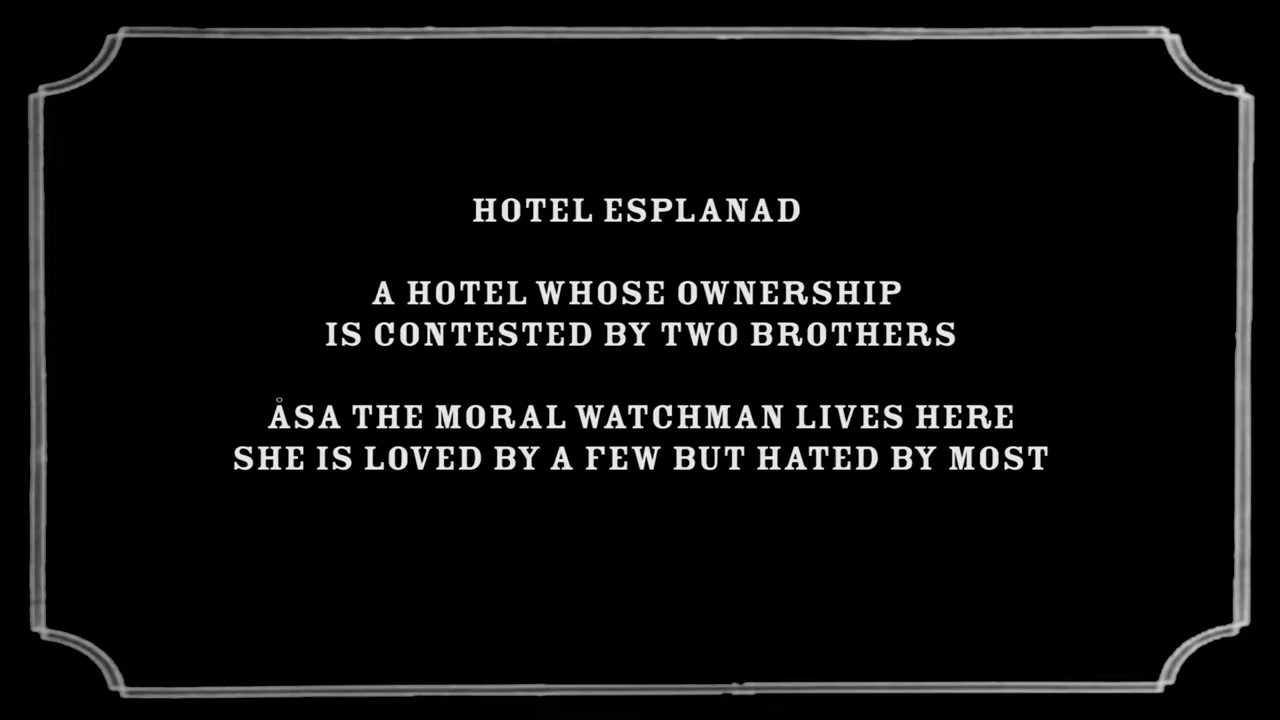 HOTEL ESPLANAD
A HOTEL WHOSE OWNERSHIP
IS CONTESTED BY TWO BROTHERS
ÅSA THE MORAL WATCHMAN LIVES HERE
SHE IS LOVED BY A FEW BUT HATED BY MOST